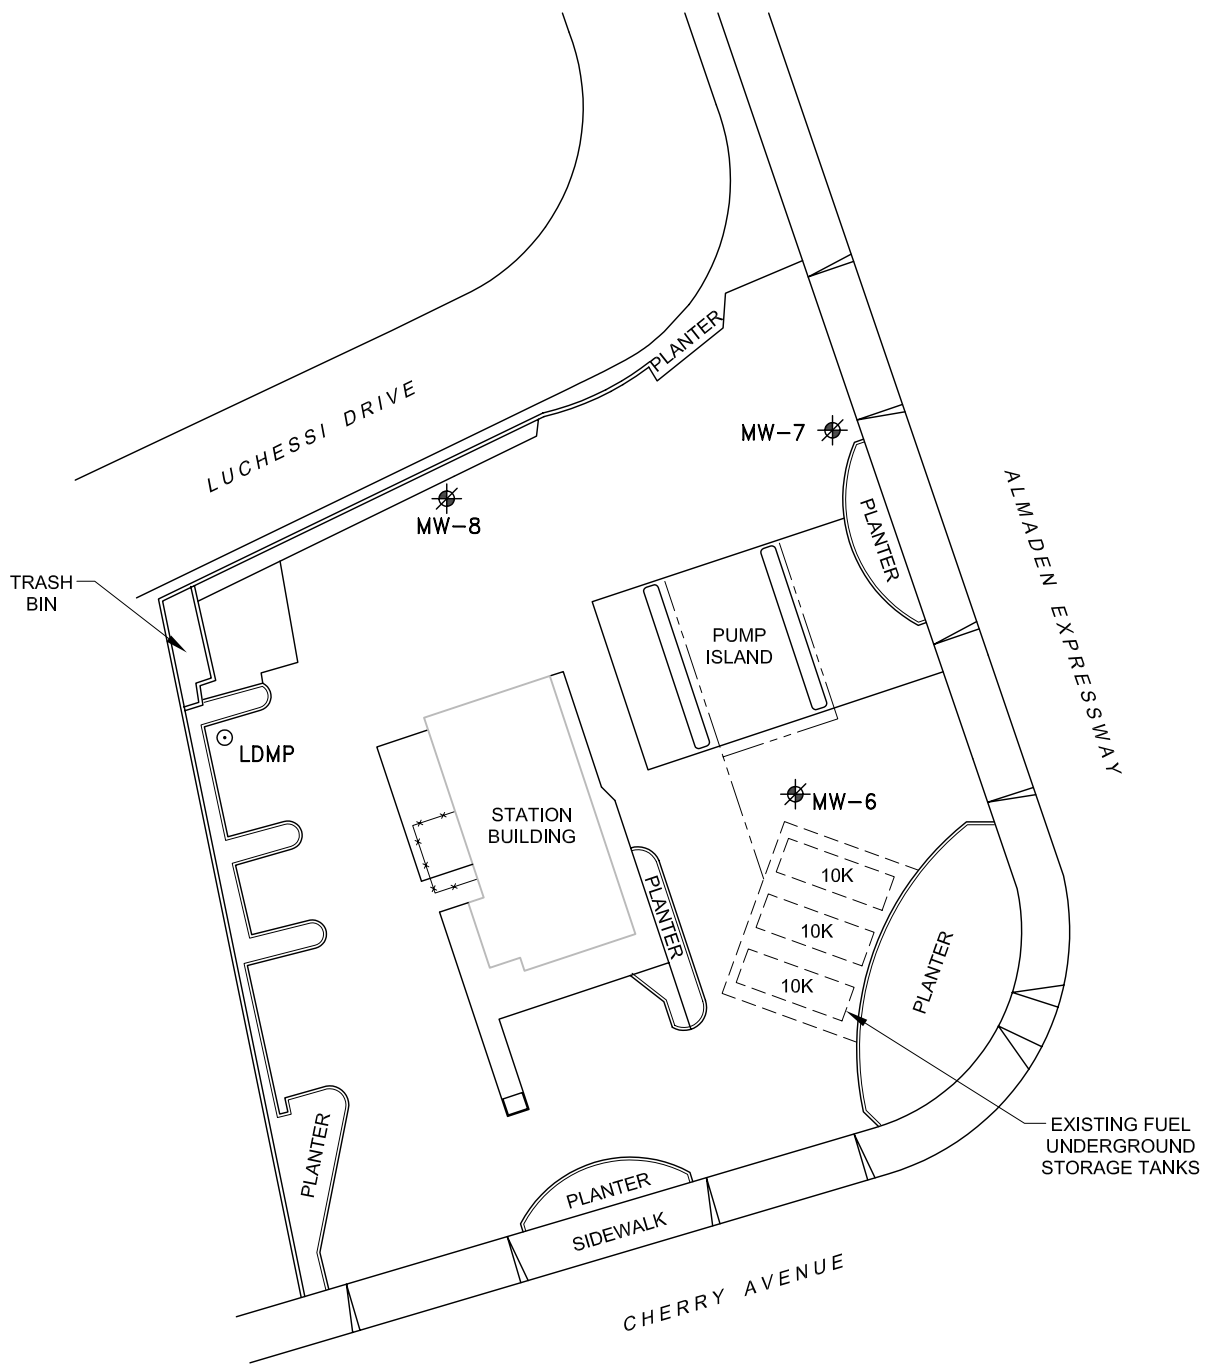 PLANTER
LUCHESSI DRIVE
MW-7
MW-8
PLANTER
ALMADEN EXPRESSWAY
TRASH
BIN
PUMP
ISLAND
LDMP
MW-6
STATION
BUILDING
10K
PLANTER
10K
10K
PLANTER
EXISTING FUEL
UNDERGROUND
STORAGE TANKS
PLANTER
PLANTER
SIDEWALK
CHERRY AVENUE